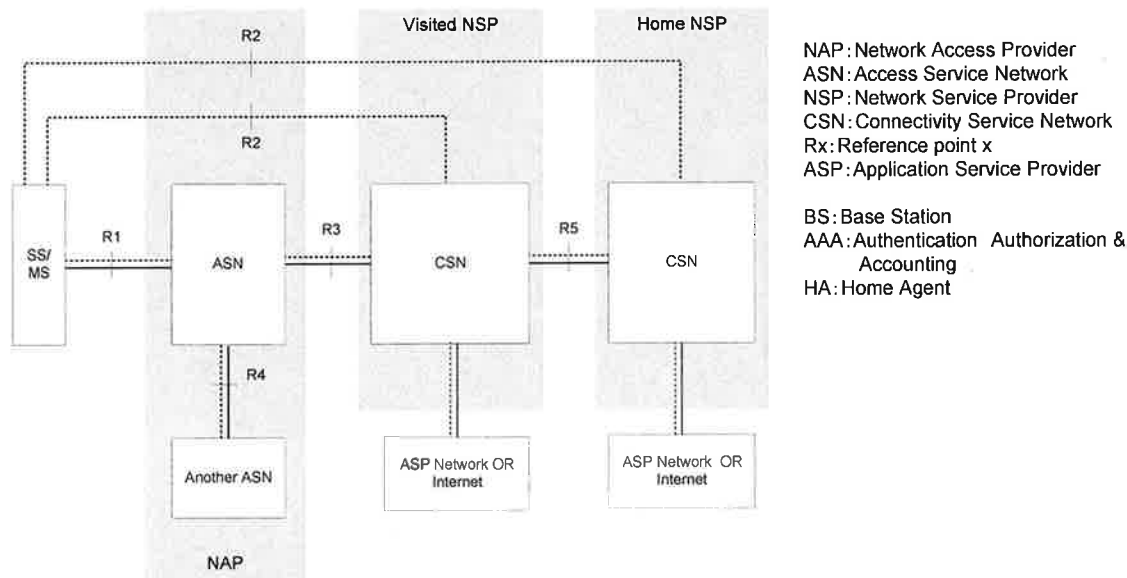 Visited NSP
Home NSP
R2
R2
SS/
MS
R1
ASN
R3
CSN
R5
CSN
R4
Another ASN
ASP Network OR
Internet
ASP Network OR
Internet
NAP
NAP: Network Access Provider
ASN: Access Service Network
NSP: Network Service Provider
CSN: Connectivity Service Network
Rx: Reference point x
ASP: Application Service Provider
BS: Base Station
AAA: Authentication Authorization &
Accounting
HA: Home Agent